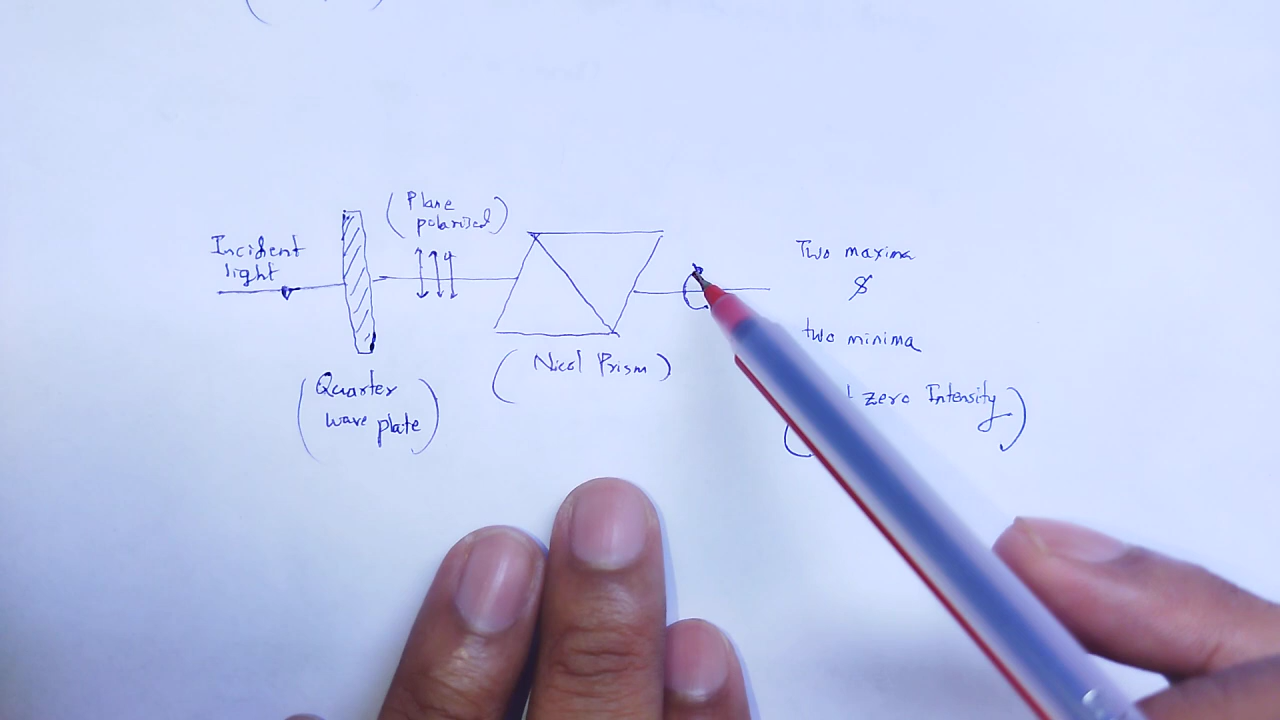 Incident
light
(Plane
polarised)
(Quarter
wave plate)
(Nicol Prism)
Two maxima
&
two minima
zero Intensity)